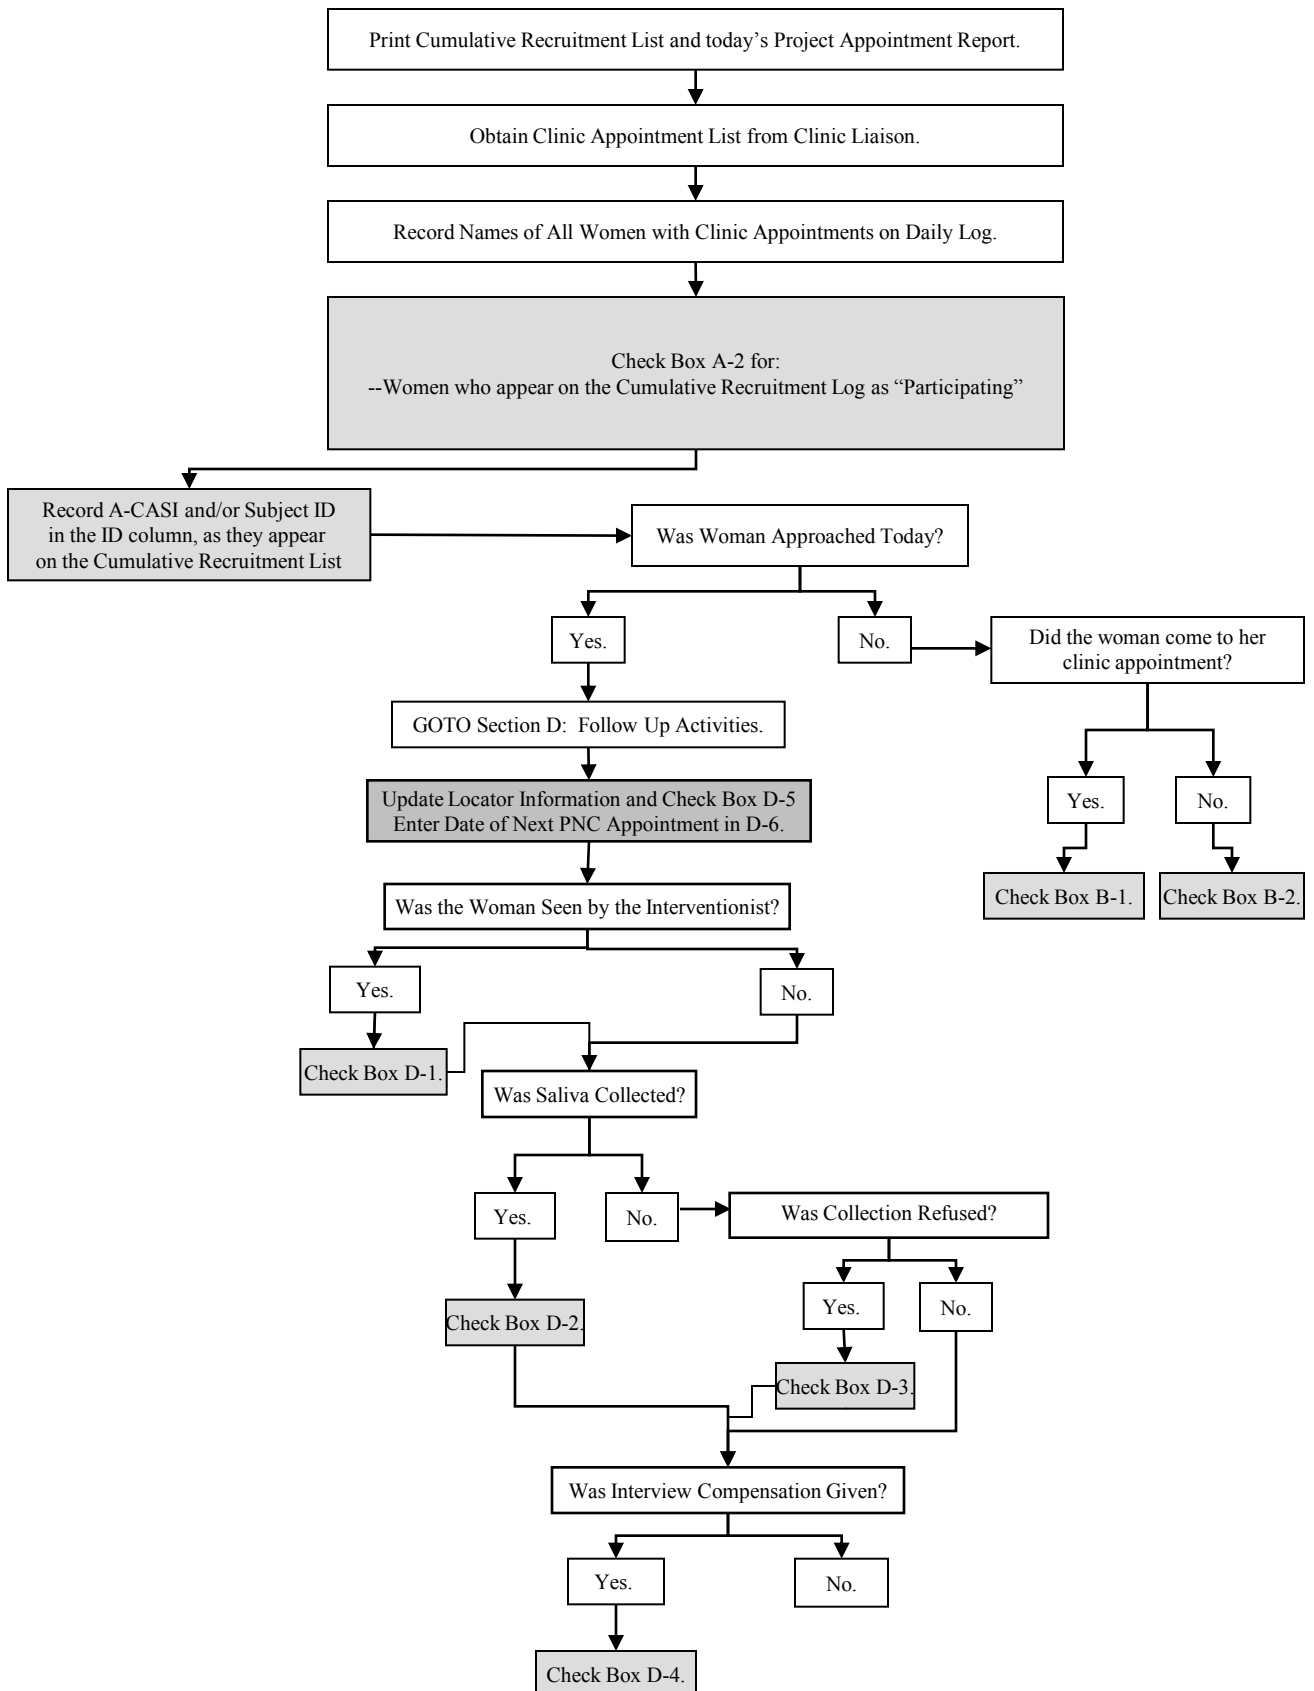 Print Cumulative Recruitment List and today's Project Appointment Report.
Obtain Clinic Appointment List from Clinic Liaison.
Record Names of All Women with Clinic Appointments on Daily Log.
Check Box A-2 for:
--Women who appear on the Cumulative Recruitment Log as “Participating”
Record A-CASI and/or Subject ID
in the ID column, as they appear
on the Cumulative Recruitment List
Was Woman Approached Today?
Yes.
No.
Did the woman come to her
clinic appointment?
GOTO Section D:  Follow Up Activities.
Yes.
No.
Update Locator Information and Check Box D-5
Enter Date of Next PNC Appointment in D-6.
Check Box B-1.
Check Box B-2.
Was the Woman Seen by the Interventionist?
Yes.
No.
Check Box D-1.
Was Saliva Collected?
Yes.
No.
Was Collection Refused?
Yes.
No.
Check Box D-2.
Check Box D-3.
Was Interview Compensation Given?
Yes.
No.
Check Box D-4.